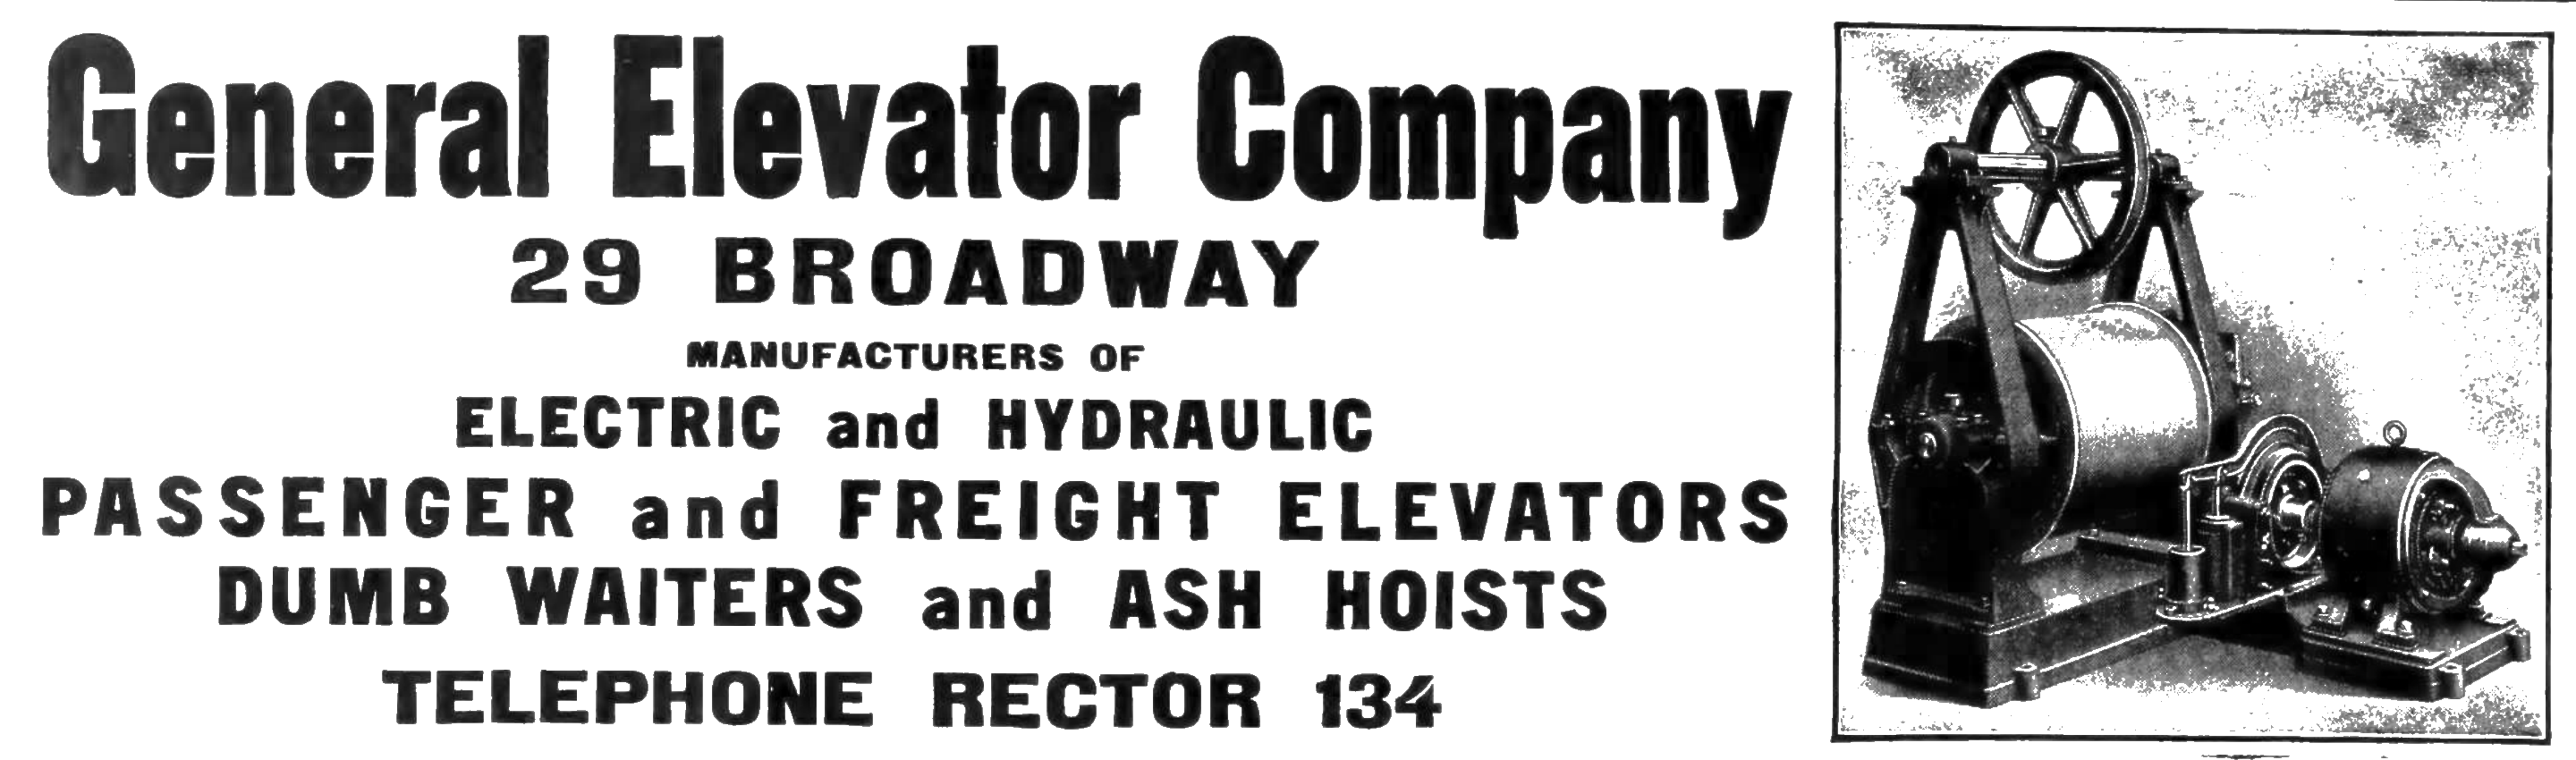 General Elevator Company
29 BROADWAY
MANUFACTURERS OF
ELECTRIC and HYDRAULIC
PASSENGER and FREIGHT ELEVATORS
DUMB WAITERS and ASH HOISTS
TELEPHONE RECTOR 134